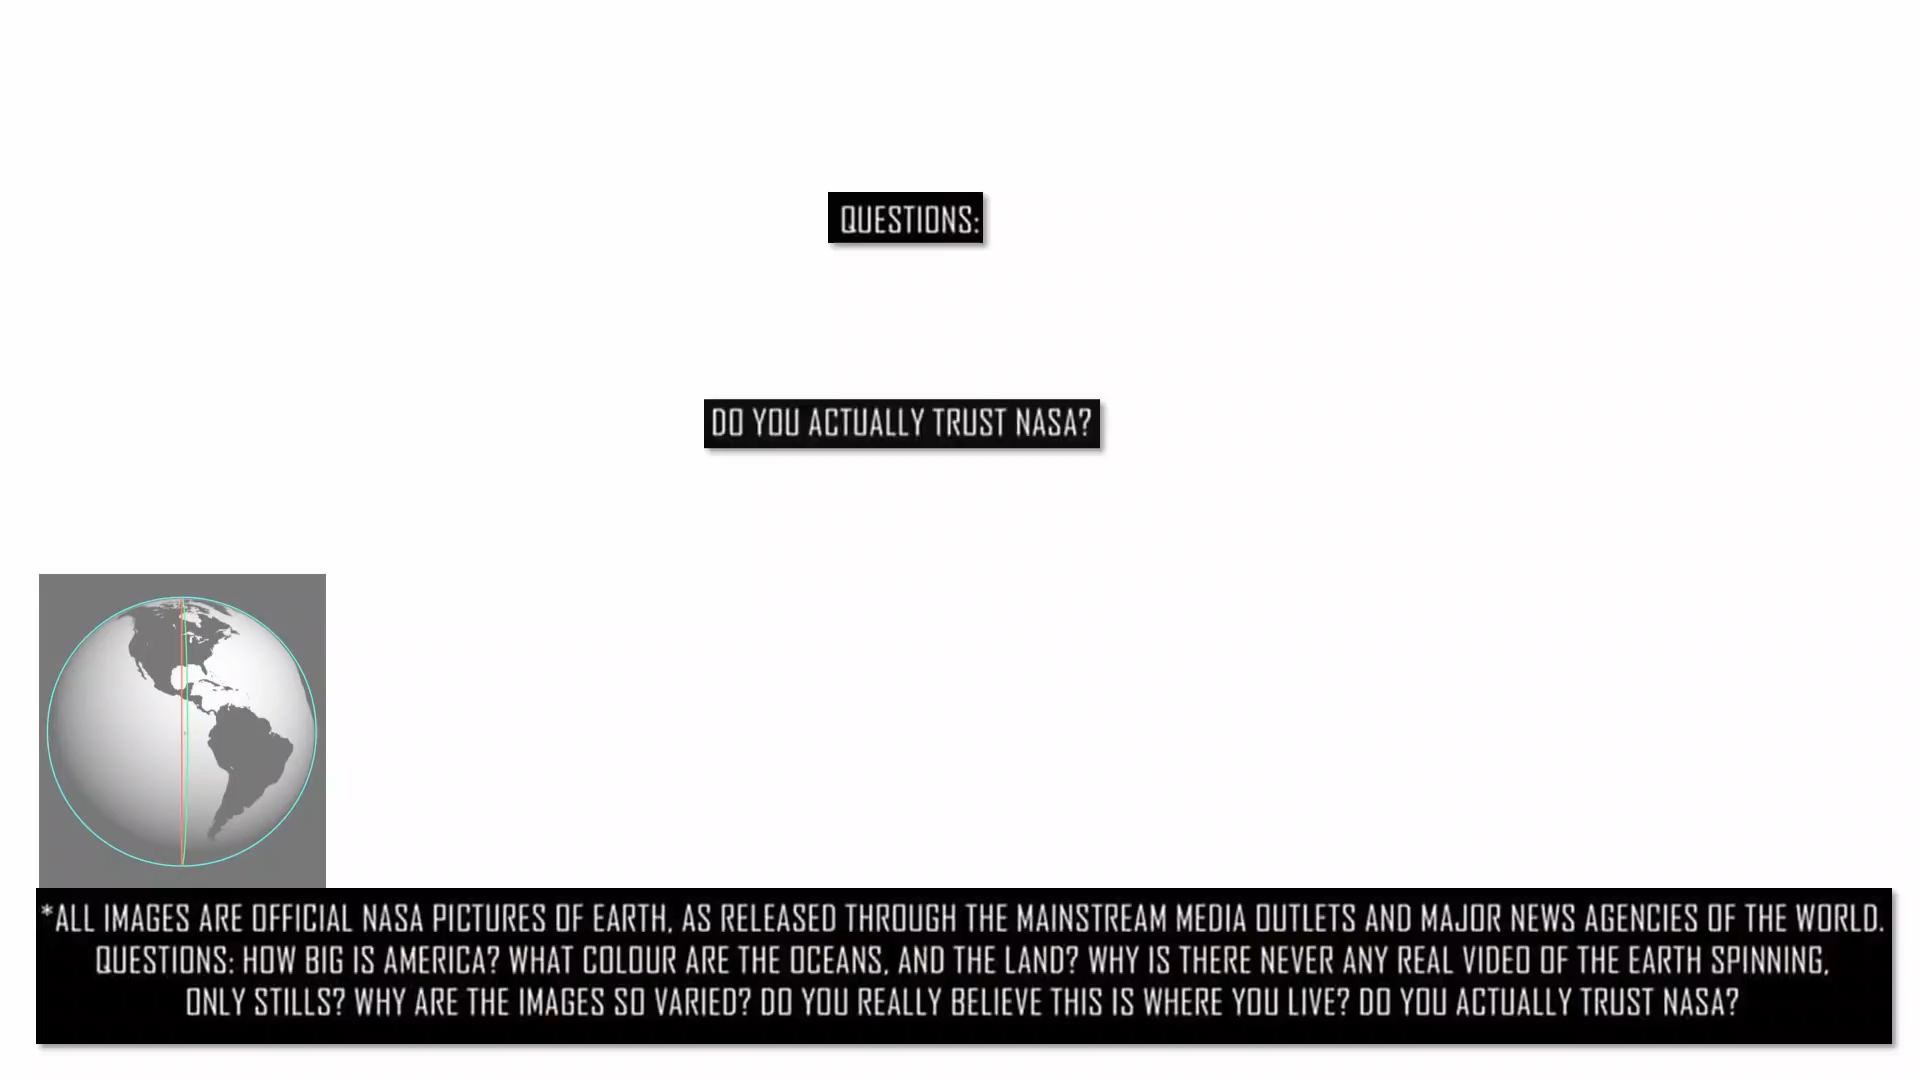 QUESTIONS:
DO YOU ACTUALLY TRUST NASA?
*ALL IMAGES ARE OFFICIAL NASA PICTURES OF EARTH, AS RELEASED THROUGH THE MAINSTREAM MEDIA OUTLETS AND MAJOR NEWS AGENCIES OF THE WORLD.
QUESTIONS: HOW BIG IS AMERICA? WHAT COLOUR ARE THE OCEANS, AND THE LAND? WHY IS THERE NEVER ANY REAL VIDEO OF THE EARTH SPINNING,
ONLY STILLS? WHY ARE THE IMAGES SO VARIED? DO YOU REALLY BELIEVE THIS IS WHERE YOU LIVE? DO YOU ACTUALLY TRUST NASA?